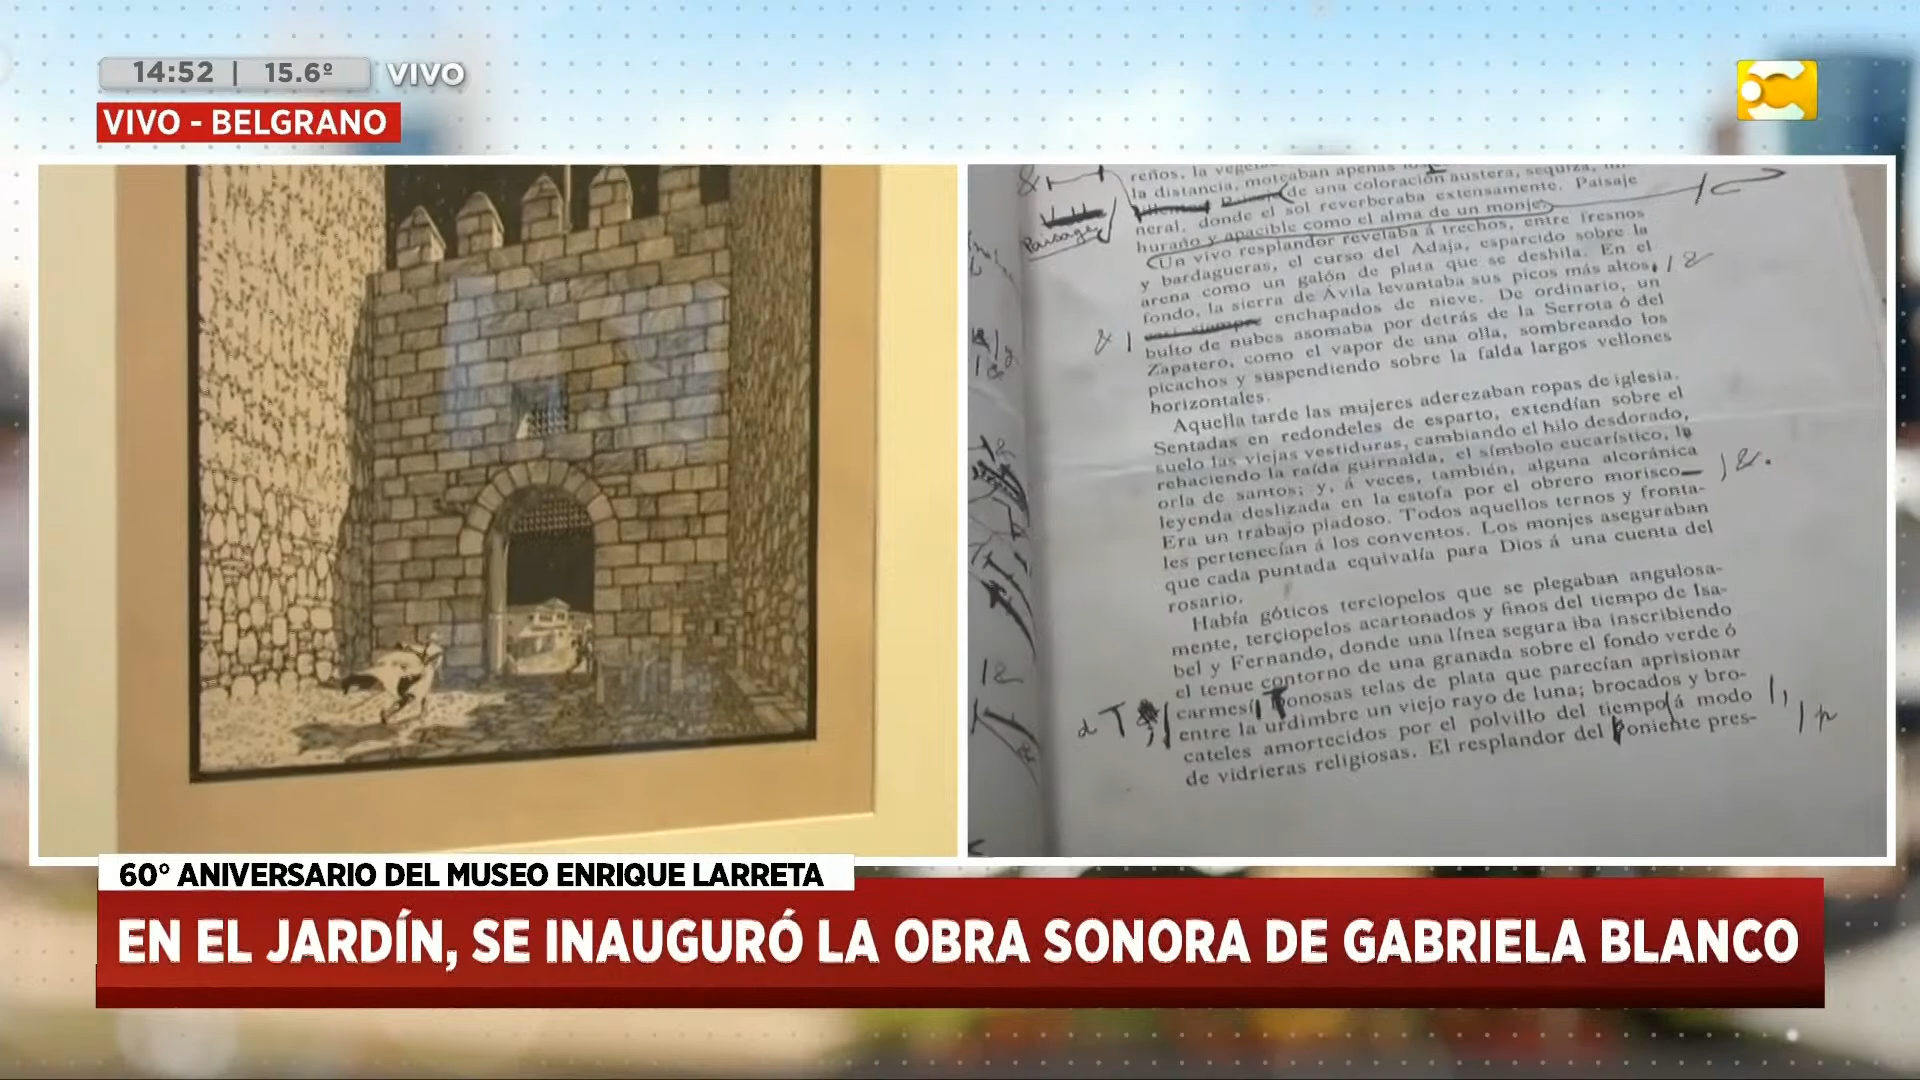 14:52 | 15.6º VIVO
VIVO - BELGRANO
reños, la
la distancia, moteaban apenas
de una coloración austera, sequiza,
neral, donde el sol reverberaba extensamente. Paisaje
huraño y apacible como el alma de un monje.
Paisage
Un vivo resplandor revelaba á trechos, entre fresnos
y bardagueras, el curso del Adaja, esparcido sobre la
arena como un galón de plata que se deshila. En el
fondo, la sierra de Ávila levantaba sus picos más altos,
casi siempre enchapados de nieve. De ordinario, un
bulto de nubes asomaba por detrás de la Serrota ó del
Zapatero, como el vapor de una olla, sombreando los
picachos y suspendiendo sobre la falda largos vellones
horizontales.
Aquella tarde las mujeres aderezaban ropas de iglesia.
Sentadas en redondeles de esparto, extendían sobre el
suelo las viejas vestiduras, cambiando el hilo desdorado,
rehaciendo la raída guirnalda, el símbolo eucarístico, la
orla de santos; y, á veces, también, alguna alcoránica
leyenda deslizada en la estofa por el obrero morisco
Era un trabajo piadoso. Todos aquellos ternos y fronta-
les pertenecían á los conventos. Los monjes aseguraban
que cada puntada equivalía para Dios á una cuenta del
rosario.
Había góticos terciopelos que se plegaban angulosa-
mente, terciopelos acartonados y finos del tiempo de Isa-
bel y Fernando, donde una línea segura iba inscribiendo
el tenue contorno de una granada sobre el fondo verde ó
carmesí onosas telas de plata que parecían aprisionar
entre la urdimbre un viejo rayo de luna; brocados y bro-
cateles amortecidos por el polvillo del tiempo á modo
de vidrieras religiosas. El resplandor del poniente pres-
60° ANIVERSARIO DEL MUSEO ENRIQUE LARRETA
EN EL JARDÍN, SE INAUGURÓ LA OBRA SONORA DE GABRIELA BLANCO